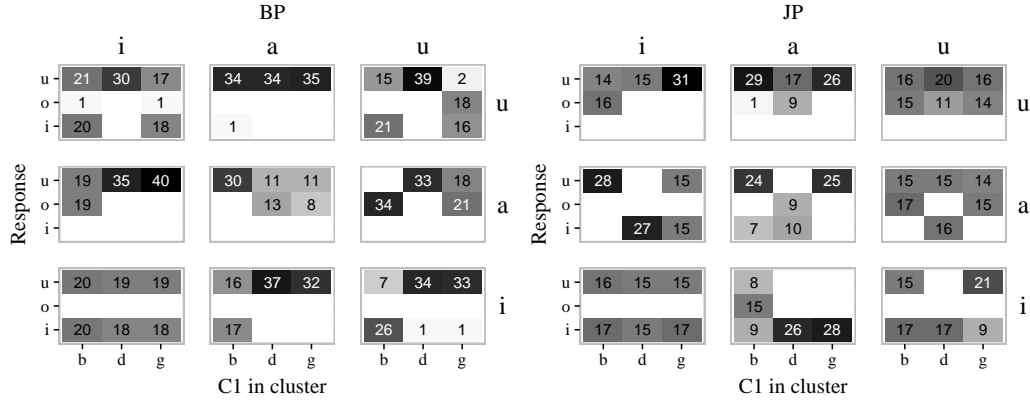 BP JP
i a u i a u
u 21 30 17 34 34 35 15 39 2 u 14 15 31 29 17 26 16 20 16
o 1 1 18 u o 16 1 9 15 11 14 u
i 20 18 1 21 16 i
u 19 35 40 30 11 11 33 18 u 28 15 24 25 15 15 14
Response o 19 13 8 34 21 a Response o 9 17 15 a
i i 27 15 7 10 16
u 20 19 19 16 37 32 7 34 33 u 16 15 15 8 15 21
o i o 15 i
i 20 18 18 17 26 1 1 i 17 15 17 9 26 28 17 17 9
b d g b d g b d g b d g b d g b d g
C1 in cluster C1 in cluster